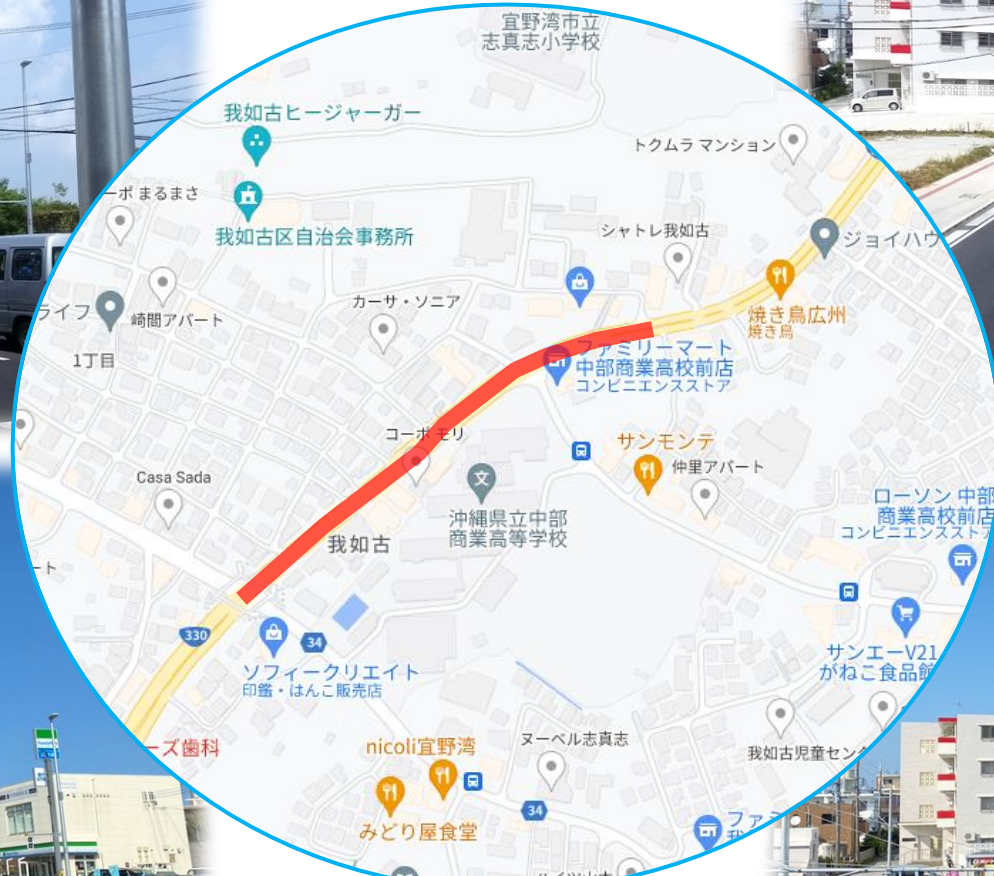 宜野湾市立
志真志小学校
我如古ヒージャーガー
トクムラ マンション
ーポ まるまさ
シャトレ我如古
我如古区自治会事務所
ジョイハウ
カーサ・ソニア
ライフ
崎間アパート
焼き鳥広州
焼き鳥
1丁目
ファミリーマート
中部商業高校前店
コンビニエンスストア
コーポ モリ
サンモンテ
仲里アパート
Casa Sada
文
沖縄県立中部
商業高等学校
ローソン 中部
商業高校前店
コンビニエンススト
我如古
ート
330
34
ソフィークリエイト
印鑑・はんこ販売店
サンエーV21
がねこ食品館
ーズ歯科
nicoli宜野湾
ヌーベル志真志
我如古児童セン
34
みどり屋食堂
ファミ